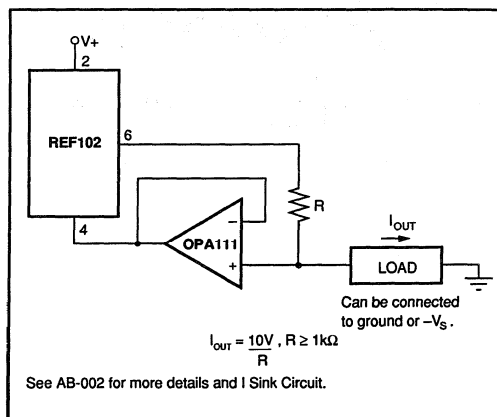 V+
2
REF102
6
4
OPA111
−
+
R
I_OUT
LOAD
Can be connected
to ground or –V_S.
I_OUT = 10V/R , R ≥ 1kΩ
See AB-002 for more details and I Sink Circuit.